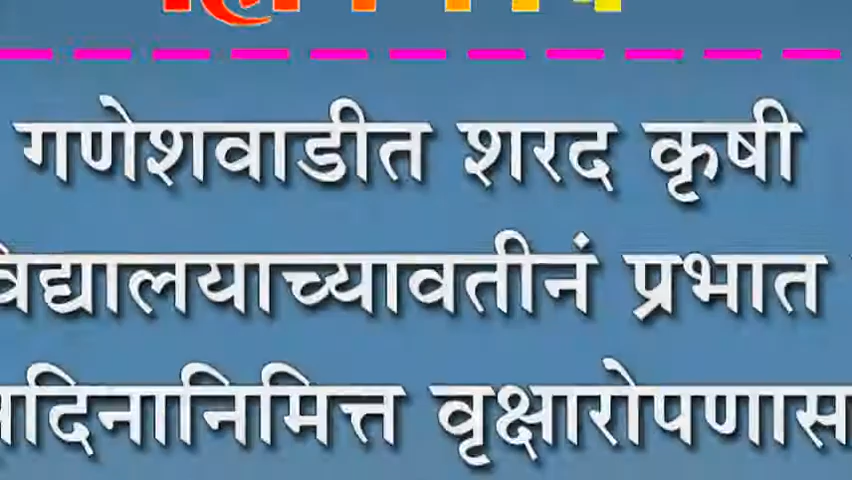 गणेशवाडीत शरद कृषी
विद्यालयाच्यावतीनं प्रभात
वृक्षारोपणास